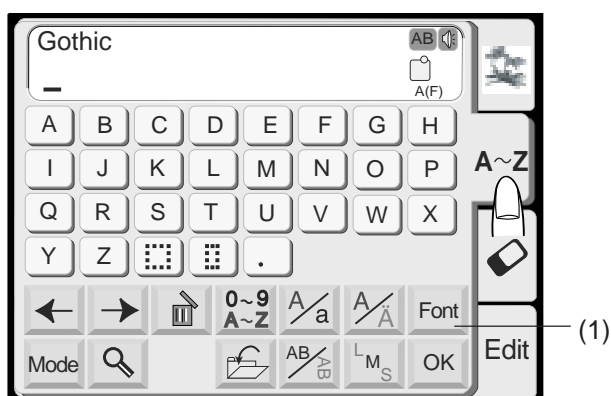 Gothic AB
A(F)
A B C D E F G H
I J K L M N O P A~Z
Q R S T U V W X
Y Z .
0~9 A~Z A/a A/Ä Font (1)
Mode AB/AB L M S OK Edit